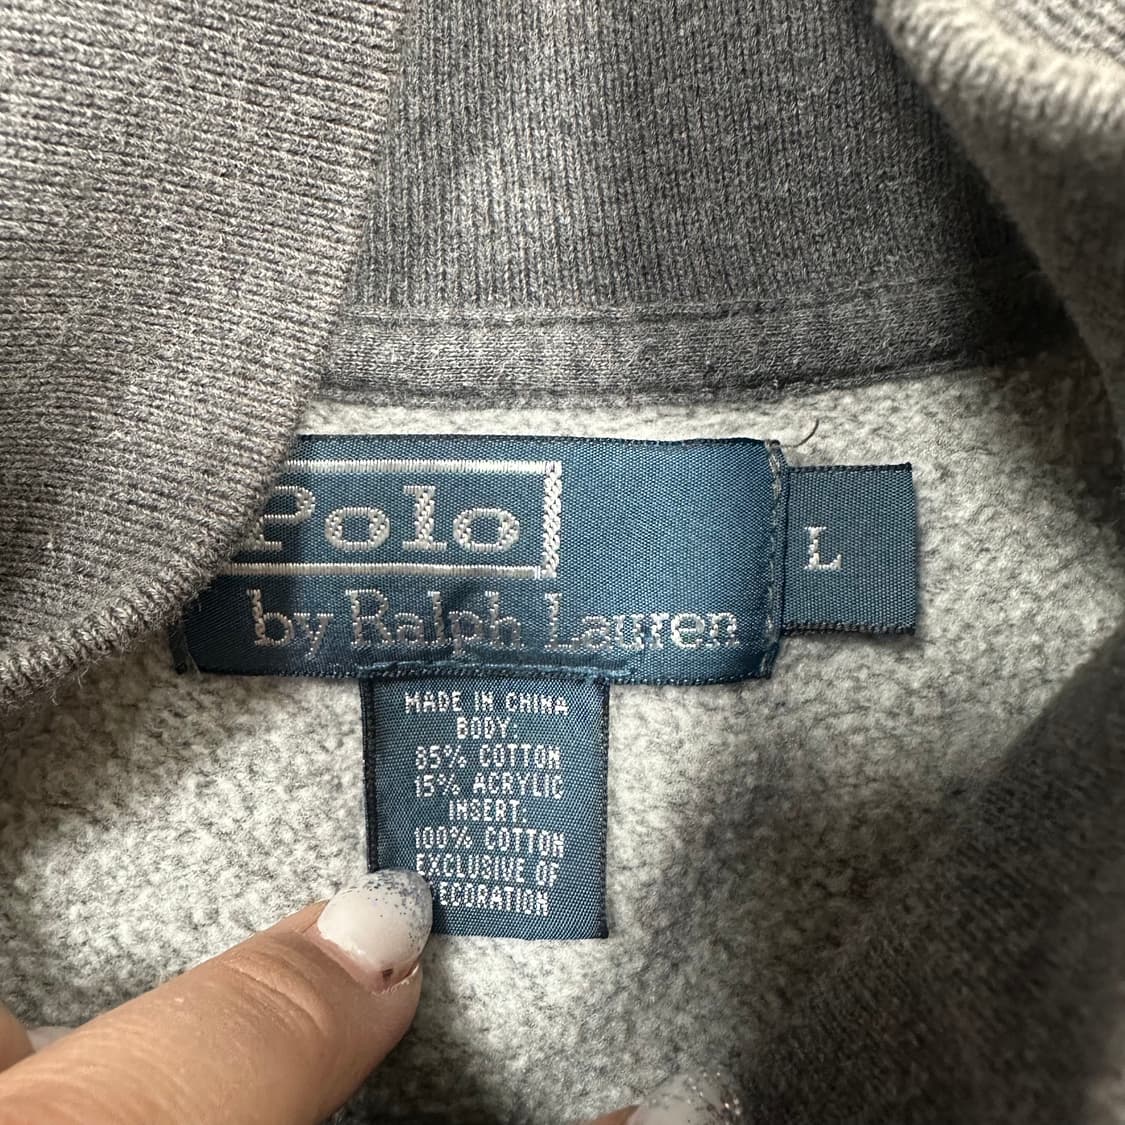 Polo
by Ralph Lauren
L
MADE IN CHINA
BODY:
85% COTTON
15% ACRYLIC
INSERT:
100% COTTON
EXCLUSIVE OF
DECORATION